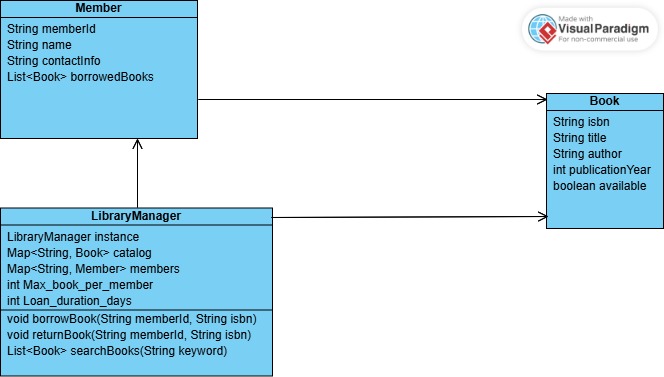 Member
String memberId
String name
String contactInfo
List<Book> borrowedBooks
Made with
VisualParadigm
For non-commercial use
Book
String isbn
String title
String author
int publicationYear
boolean available
LibraryManager
LibraryManager instance
Map<String, Book> catalog
Map<String, Member> members
int Max_book_per_member
int Loan_duration_days
void borrowBook(String memberId, String isbn)
void returnBook(String memberId, String isbn)
List<Book> searchBooks(String keyword)